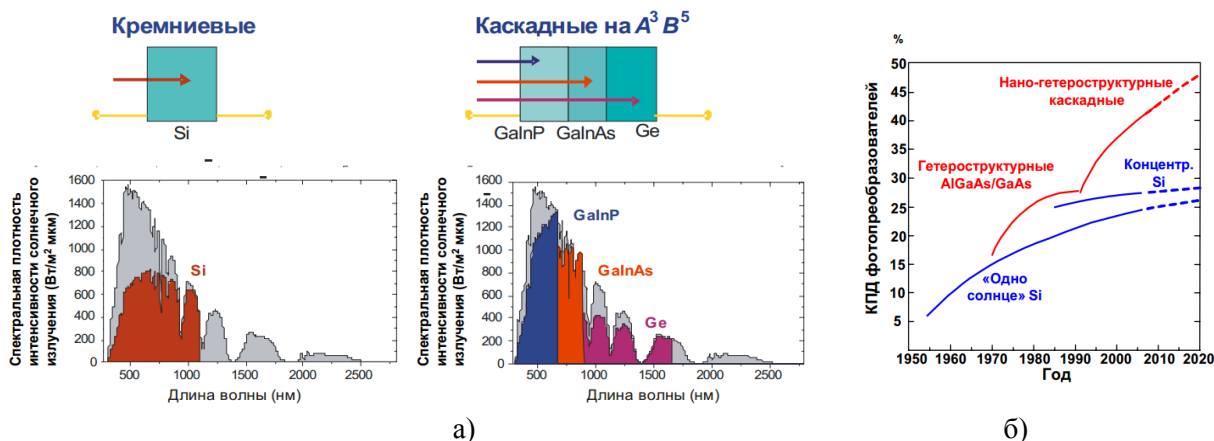 Кремниевые
Si
Каскадные на A³ B⁵
GaInP
GaInAs
Ge
Спектральная плотность
интенсивности солнечного
излучения (Вт/м² мкм)
1600
1400
1200
1000
800
600
400
200
0
Si
500
1000
1500
2000
2500
Длина волны (нм)
Спектральная плотность
интенсивности солнечного
излучения (Вт/м² мкм)
1600
1400
1200
1000
800
600
400
200
0
GaInP
GaInAs
Ge
500
1000
1500
2000
2500
Длина волны (нм)
а)
%
КПД фотопреобразователей
50
45
40
35
30
25
20
15
10
5
Нано-гетероструктурные
каскадные
Гетероструктурные
AlGaAs/GaAs
Концентр.
Si
«Одно
солнце» Si
1950
1960
1970
1980
1990
2000
2010
2020
Год
б)